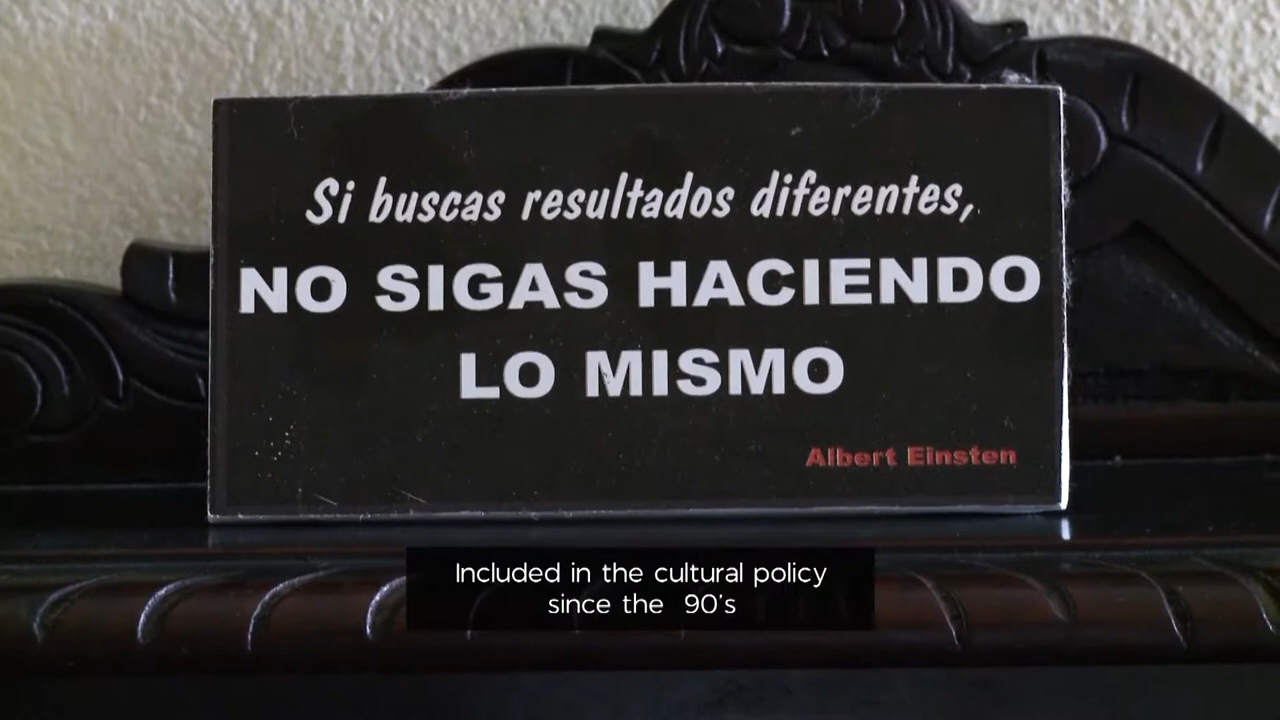 Si buscas resultados diferentes,
NO SIGAS HACIENDO
LO MISMO
Albert Einsten
Included in the cultural policy
since the 90's